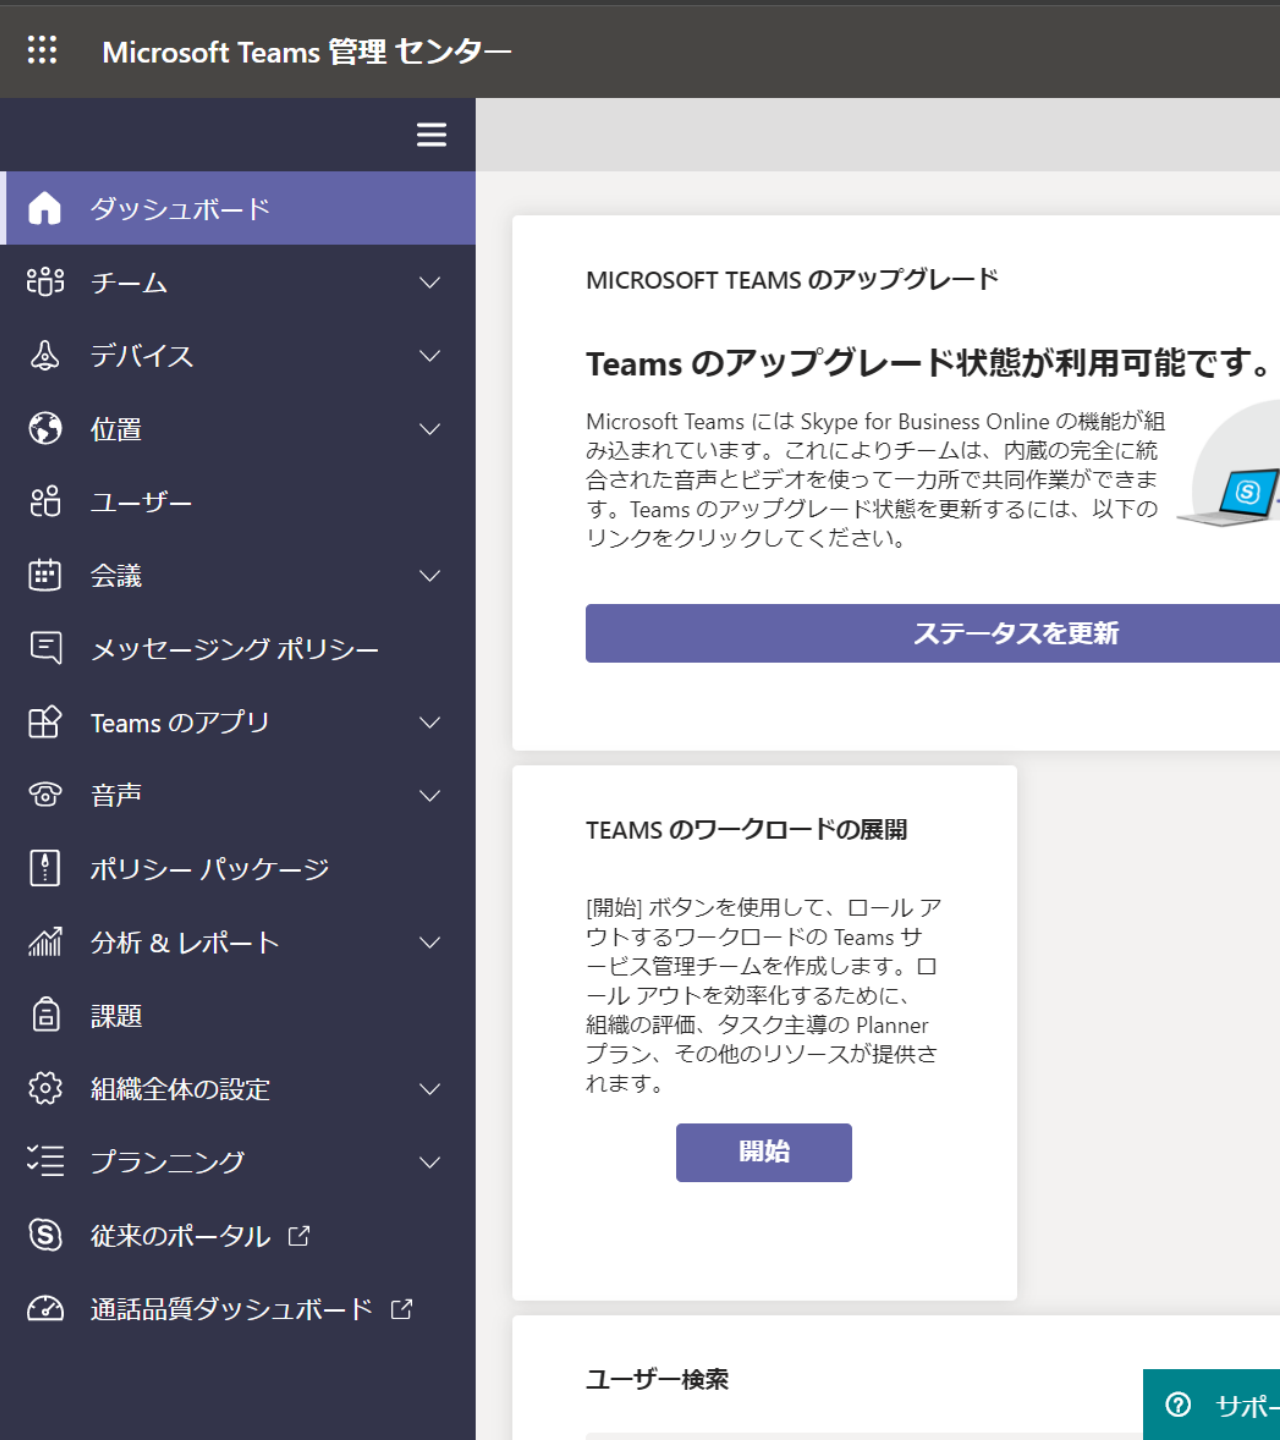 Microsoft Teams 管理 センター
ダッシュボード
チーム
デバイス
位置
ユーザー
会議
メッセージング ポリシー
Teams のアプリ
音声
ポリシー パッケージ
分析 & レポート
課題
組織全体の設定
プランニング
従来のポータル
通話品質ダッシュボード
MICROSOFT TEAMS のアップグレード
Teams のアップグレード状態が利用可能です。
Microsoft Teams には Skype for Business Online の機能が組
み込まれています。これによりチームは、内蔵の完全に統
合された音声とビデオを使って一カ所で共同作業ができま
す。Teams のアップグレード状態を更新するには、以下の
リンクをクリックしてください。
ステータスを更新
TEAMS のワークロードの展開
[開始] ボタンを使用して、ロール ア
ウトするワークロードの Teams サ
ービス管理チームを作成します。ロ
ール アウトを効率化するために、
組織の評価、タスク主導の Planner
プラン、その他のリソースが提供さ
れます。
開始
ユーザー検索
サポー